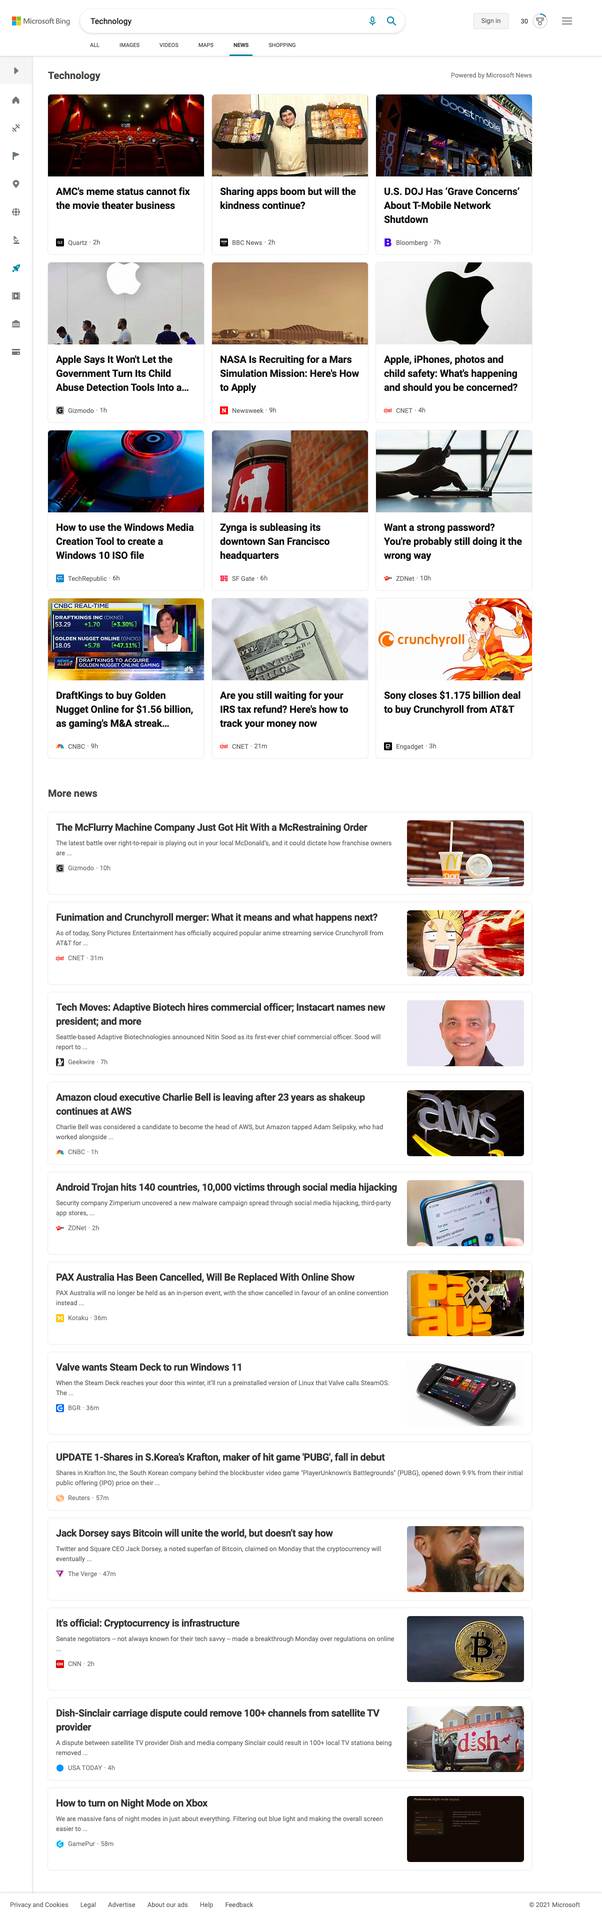 Microsoft Bing
Technology
Sign in
30
ALL IMAGES VIDEOS MAPS NEWS SHOPPING
Technology
Powered by Microsoft News
AMC's meme status cannot fix
the movie theater business
Quartz · 2h
Sharing apps boom but will the
kindness continue?
BBC News · 2h
boostmobile
U.S. DOJ Has 'Grave Concerns'
About T-Mobile Network
Shutdown
Bloomberg · 7h
Apple Says It Won't Let the
Government Turn Its Child
Abuse Detection Tools Into a...
Gizmodo · 1h
NASA Is Recruiting for a Mars
Simulation Mission: Here's How
to Apply
Newsweek · 9h
Apple, iPhones, photos and
child safety: What's happening
and should you be concerned?
CNET · 4h
How to use the Windows Media
Creation Tool to create a
Windows 10 ISO file
TechRepublic · 6h
Zynga is subleasing its
downtown San Francisco
headquarters
SF Gate · 6h
Want a strong password?
You're probably still doing it the
wrong way
ZDNet · 10h
CNBC REAL-TIME
DRAFTKINGS INC (DKNG)
53.29 +1.70 [+3.30%]
GOLDEN NUGGET ONLINE (GNOG)
18.05 +5.78 [+47.11%]
NEWS ALERT
DRAFTKINGS TO ACQUIRE
GOLDEN NUGGET ONLINE GAMING
DraftKings to buy Golden
Nugget Online for $1.56 billion,
as gaming's M&A streak...
CNBC · 9h
20
Are you still waiting for your
IRS tax refund? Here's how to
track your money now
CNET · 21m
crunchyroll
Sony closes $1.175 billion deal
to buy Crunchyroll from AT&T
Engadget · 3h
More news
The McFlurry Machine Company Just Got Hit With a McRestraining Order
The latest battle over right-to-repair is playing out in your local McDonald's, and it could dictate how franchise owners
are ...
Gizmodo · 10h
Funimation and Crunchyroll merger: What it means and what happens next?
As of today, Sony Pictures Entertainment has officially acquired popular anime streaming service Crunchyroll from
AT&T for ...
CNET · 31m
Tech Moves: Adaptive Biotech hires commercial officer; Instacart names new
president; and more
Seattle-based Adaptive Biotechnologies announced Nitin Sood as its first-ever chief commercial officer. Sood will
report to ...
Geekwire · 7h
Amazon cloud executive Charlie Bell is leaving after 23 years as shakeup
continues at AWS
Charlie Bell was considered a candidate to become the head of AWS, but Amazon tapped Adam Selipsky, who had
worked alongside ...
CNBC · 1h
aws
Android Trojan hits 140 countries, 10,000 victims through social media hijacking
Security company Zimperium uncovered a new malware campaign spread through social media hijacking, third-party
app stores, ...
ZDNet · 2h
PAX Australia Has Been Cancelled, Will Be Replaced With Online Show
PAX Australia will no longer be held as an in-person event, with the show cancelled in favour of an online convention
instead ...
Kotaku · 36m
pax
aus
Valve wants Steam Deck to run Windows 11
When the Steam Deck reaches your door this winter, it'll run a preinstalled version of Linux that Valve calls SteamOS.
The ...
BGR · 36m
UPDATE 1-Shares in S.Korea's Krafton, maker of hit game 'PUBG', fall in debut
Shares in Krafton Inc, the South Korean company behind the blockbuster video game "PlayerUnknown's Battlegrounds" (PUBG), opened down 9.9% from their initial
public offering (IPO) price on their ...
Reuters · 57m
Jack Dorsey says Bitcoin will unite the world, but doesn't say how
Twitter and Square CEO Jack Dorsey, a noted superfan of Bitcoin, claimed on Monday that the cryptocurrency will
eventually ...
The Verge · 47m
It's official: Cryptocurrency is infrastructure
Senate negotiators -- not always known for their tech savvy -- made a breakthrough Monday over regulations on online
...
CNN · 2h
Dish-Sinclair carriage dispute could remove 100+ channels from satellite TV
provider
A dispute between satellite TV provider Dish and media company Sinclair could result in 100+ local TV stations being
removed ...
USA TODAY · 4h
dish
How to turn on Night Mode on Xbox
We are massive fans of night modes in just about everything. Filtering out blue light and making the overall screen
easier to ...
GamePur · 58m
Privacy and Cookies Legal Advertise About our ads Help Feedback
© 2021 Microsoft